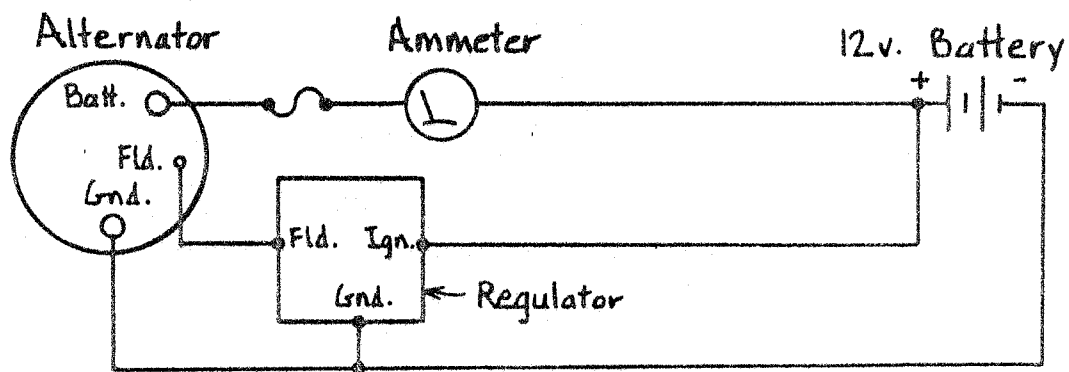 Alternator
Ammeter
12v. Battery
+ -
Batt.
Fld.
Gnd.
Fld. Ign.
Gnd.
Regulator